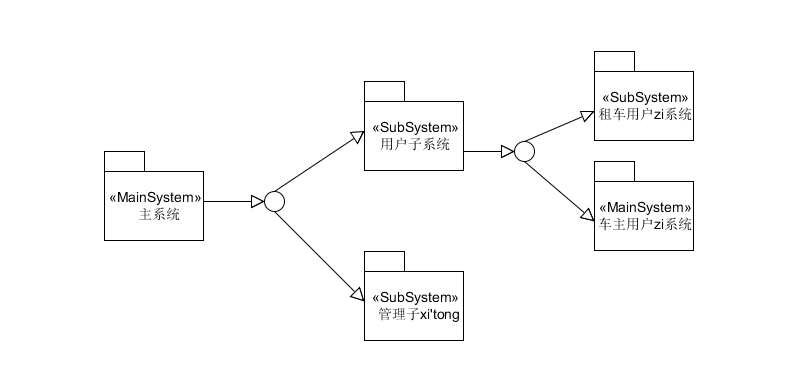 «MainSystem»
主系统
«SubSystem»
用户子系统
«SubSystem»
管理子xi'tong
«SubSystem»
租车用户zi系统
«MainSystem»
车主用户zi系统